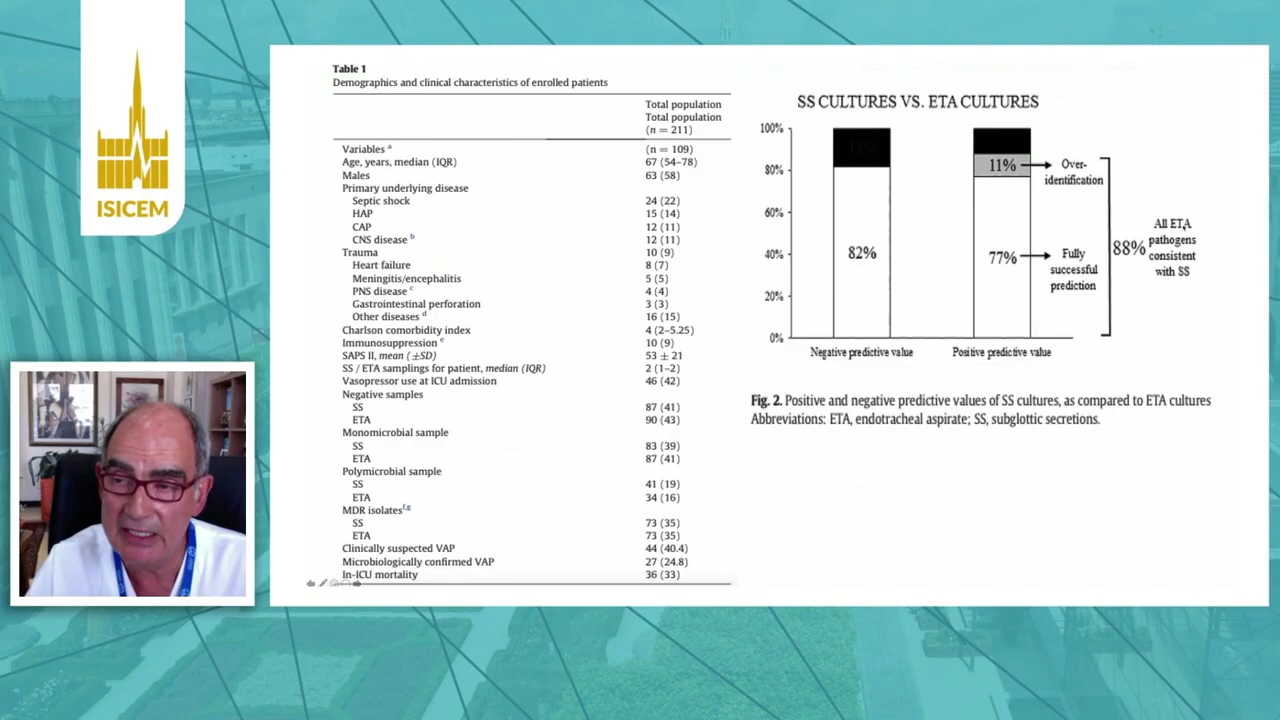 ISICEM
Table 1
Demographics and clinical characteristics of enrolled patients
Total population
Total population
(n = 211)
Variables a (n = 109)
Age, years, median (IQR) 67 (54–78)
Males 63 (58)
Primary underlying disease
Septic shock 24 (22)
HAP 15 (14)
CAP 12 (11)
CNS disease b 12 (11)
Trauma 10 (9)
Heart failure 8 (7)
Meningitis/encephalitis 5 (5)
PNS disease c 4 (4)
Gastrointestinal perforation 3 (3)
Other diseases d 16 (15)
Charlson comorbidity index 4 (2–5.25)
Immunosuppression e 10 (9)
SAPS II, mean (±SD) 53 ± 21
SS / ETA samplings for patient, median (IQR) 2 (1–2)
Vasopressor use at ICU admission 46 (42)
Negative samples
SS 87 (41)
ETA 90 (43)
Monomicrobial sample
SS 83 (39)
ETA 87 (41)
Polymicrobial sample
SS 41 (19)
ETA 34 (16)
MDR isolates f,g
SS 73 (35)
ETA 73 (35)
Clinically suspected VAP 44 (40.4)
Microbiologically confirmed VAP 27 (24.8)
In-ICU mortality 36 (33)
SS CULTURES VS. ETA CULTURES
100%
80%
60%
40%
20%
0%
18%
82%
11%
77%
Over-
identification
Fully
successful
prediction
88%
All ETA
pathogens
consistent
with SS
Negative predictive value
Positive predictive value
Fig. 2. Positive and negative predictive values of SS cultures, as compared to ETA cultures
Abbreviations: ETA, endotracheal aspirate; SS, subglottic secretions.